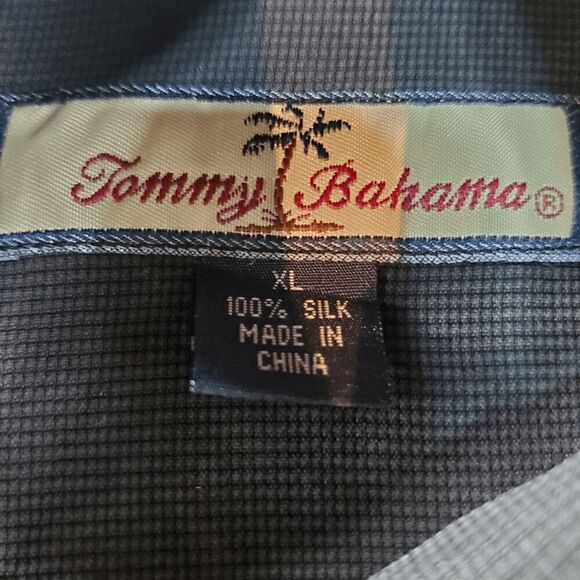 Tommy Bahama®
XL
100% SILK
MADE IN
CHINA